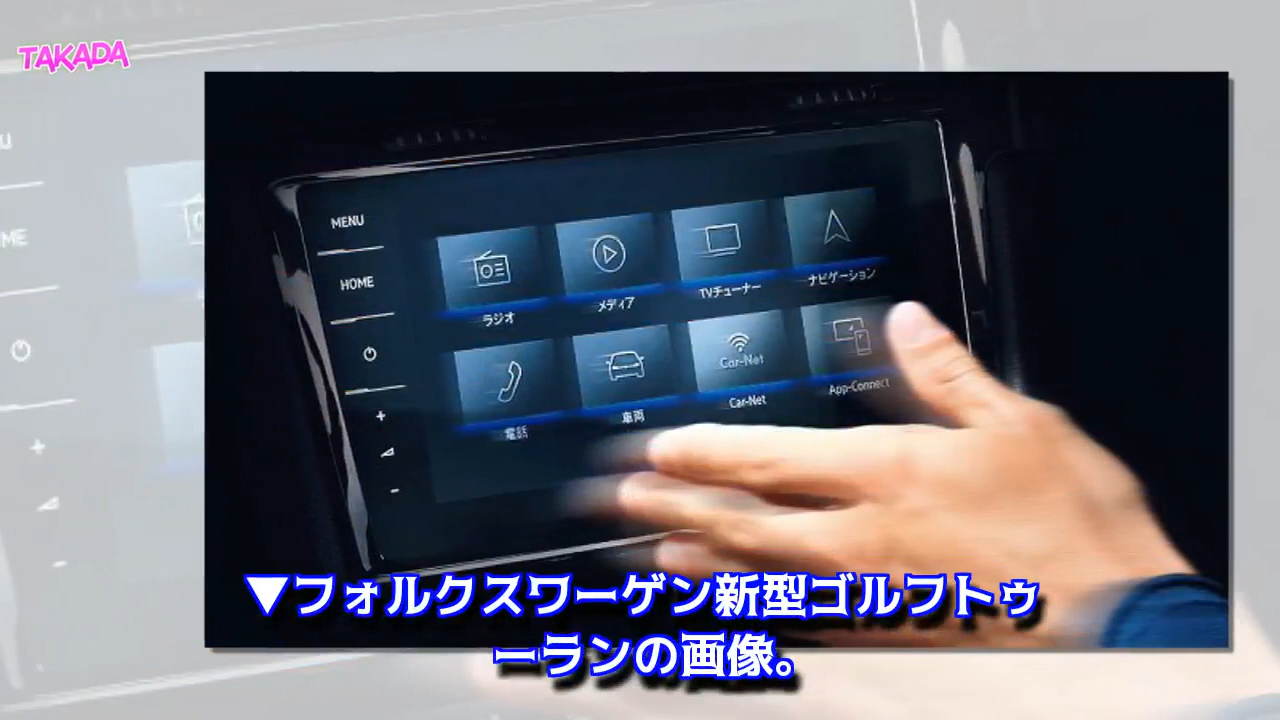 TAKADA
MENU
HOME
ラジオ
メディア
TVチューナー
ナビゲーション
Car-Net
電話
車両
Car-Net
App-Connect
▼フォルクスワーゲン新型ゴルフトゥ
ーランの画像。